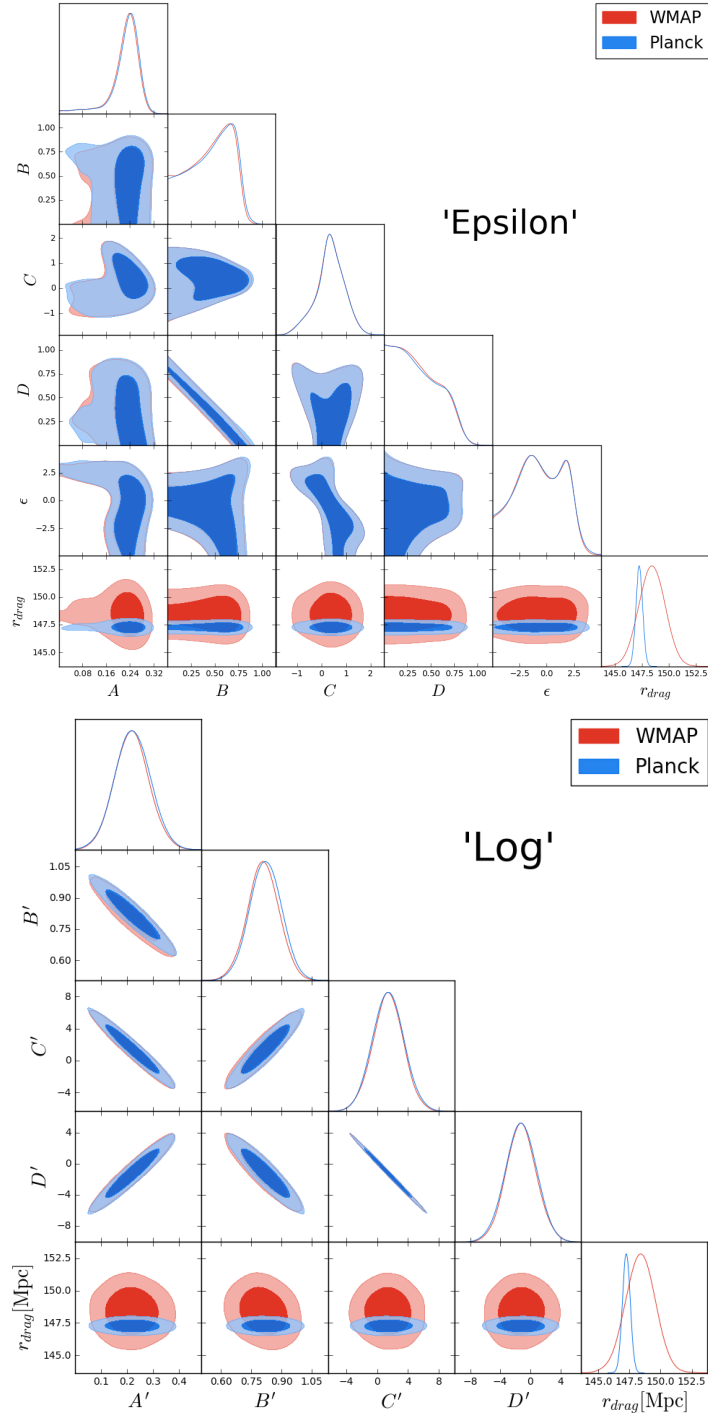 WMAP
Planck
1.00
0.75
0.50
0.25
B
'Epsilon'
2
1
0
−1
C
1.00
0.75
0.50
0.25
D
2.5
0.0
−2.5
ϵ
152.5
150.0
147.5
145.0
r_drag
0.08 0.16 0.24 0.32 0.25 0.50 0.75 1.00 −1 0 1 2 0.25 0.50 0.75 1.00 −2.5 0.0 2.5 145.0 147.5 150.0 152.5
A B C D ϵ r_drag
WMAP
Planck
'Log'
1.05
0.90
0.75
0.60
B′
8
4
0
−4
C′
4
0
−4
−8
D′
152.5
150.0
147.5
145.0
r_drag[Mpc]
0.1 0.2 0.3 0.4 0.60 0.75 0.90 1.05 −4 0 4 8 −8 −4 0 4 145.0 147.5 150.0 152.5
A′ B′ C′ D′ r_drag[Mpc]